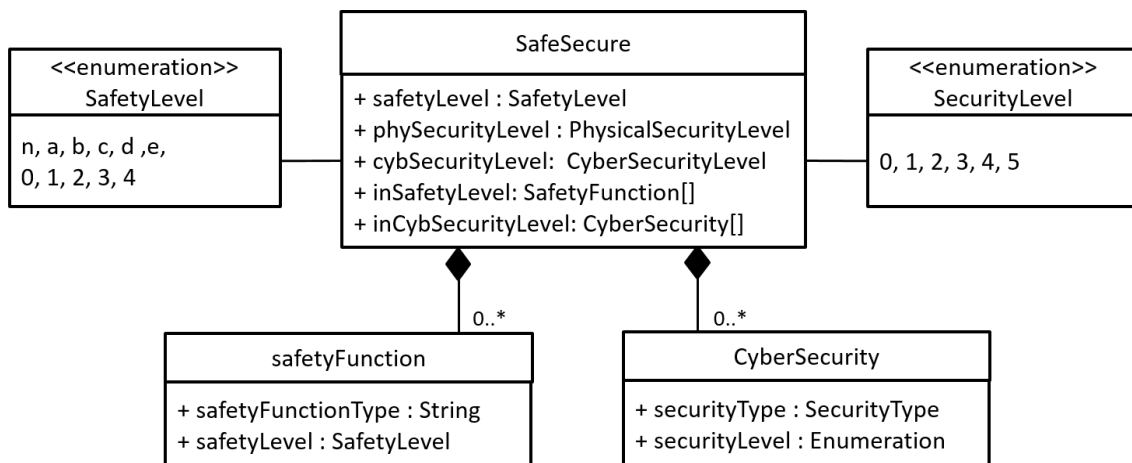 SafeSecure
+ safetyLevel : SafetyLevel
+ phySecurityLevel : PhysicalSecurityLevel
+ cybSecurityLevel:  CyberSecurityLevel
+ inSafetyLevel: SafetyFunction[]
+ inCybSecurityLevel: CyberSecurity[]
<<enumeration>>
SafetyLevel
n, a, b, c, d ,e,
0, 1, 2, 3, 4
<<enumeration>>
SecurityLevel
0, 1, 2, 3, 4, 5
0..*
0..*
safetyFunction
+ safetyFunctionType : String
+ safetyLevel : SafetyLevel
CyberSecurity
+ securityType : SecurityType
+ securityLevel : Enumeration